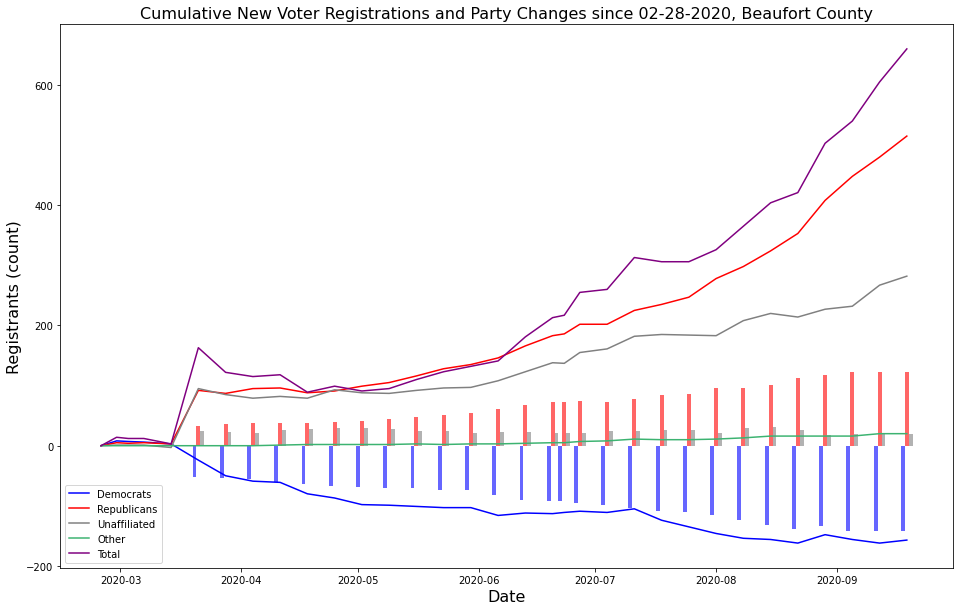 Cumulative New Voter Registrations and Party Changes since 02-28-2020, Beaufort County
Registrants (count)
600
400
200
0
−200
Democrats
Republicans
Unaffiliated
Other
Total
2020-03
2020-04
2020-05
2020-06
2020-07
2020-08
2020-09
Date